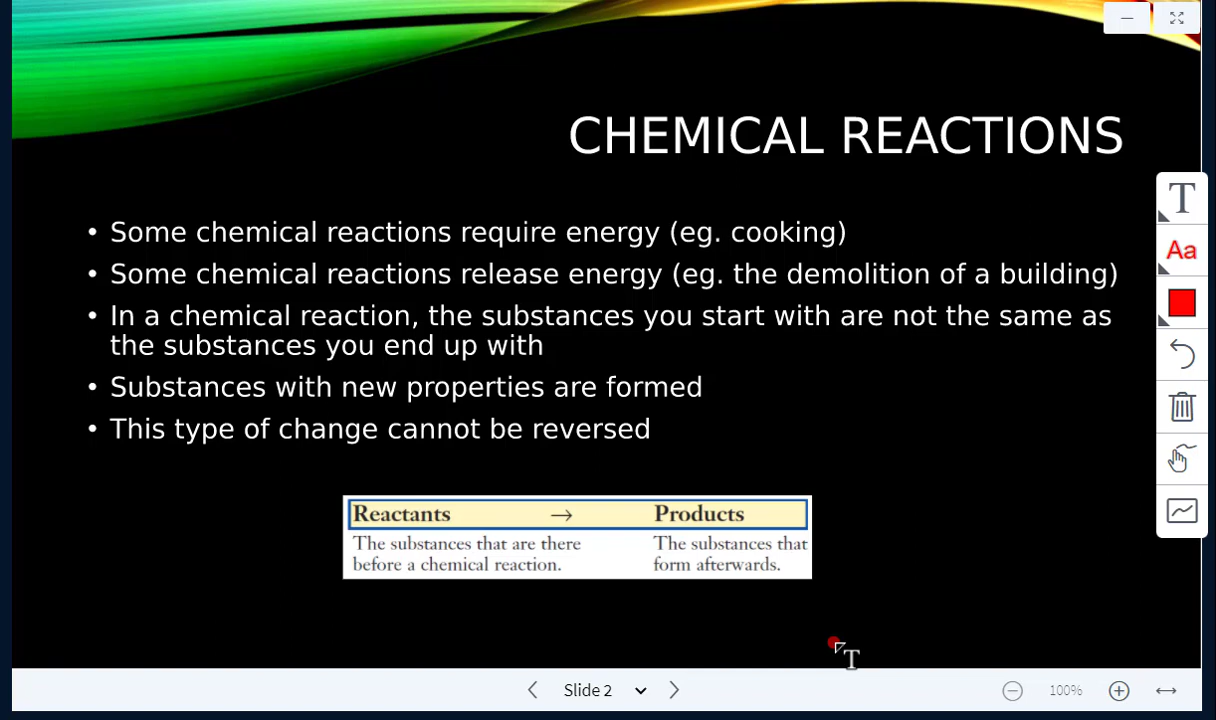 CHEMICAL REACTIONS
• Some chemical reactions require energy (eg. cooking)
• Some chemical reactions release energy (eg. the demolition of a building)
• In a chemical reaction, the substances you start with are not the same as
the substances you end up with
• Substances with new properties are formed
• This type of change cannot be reversed
Reactants → Products
The substances that are there The substances that
before a chemical reaction. form afterwards.
T
Aa
T
Slide 2
100%